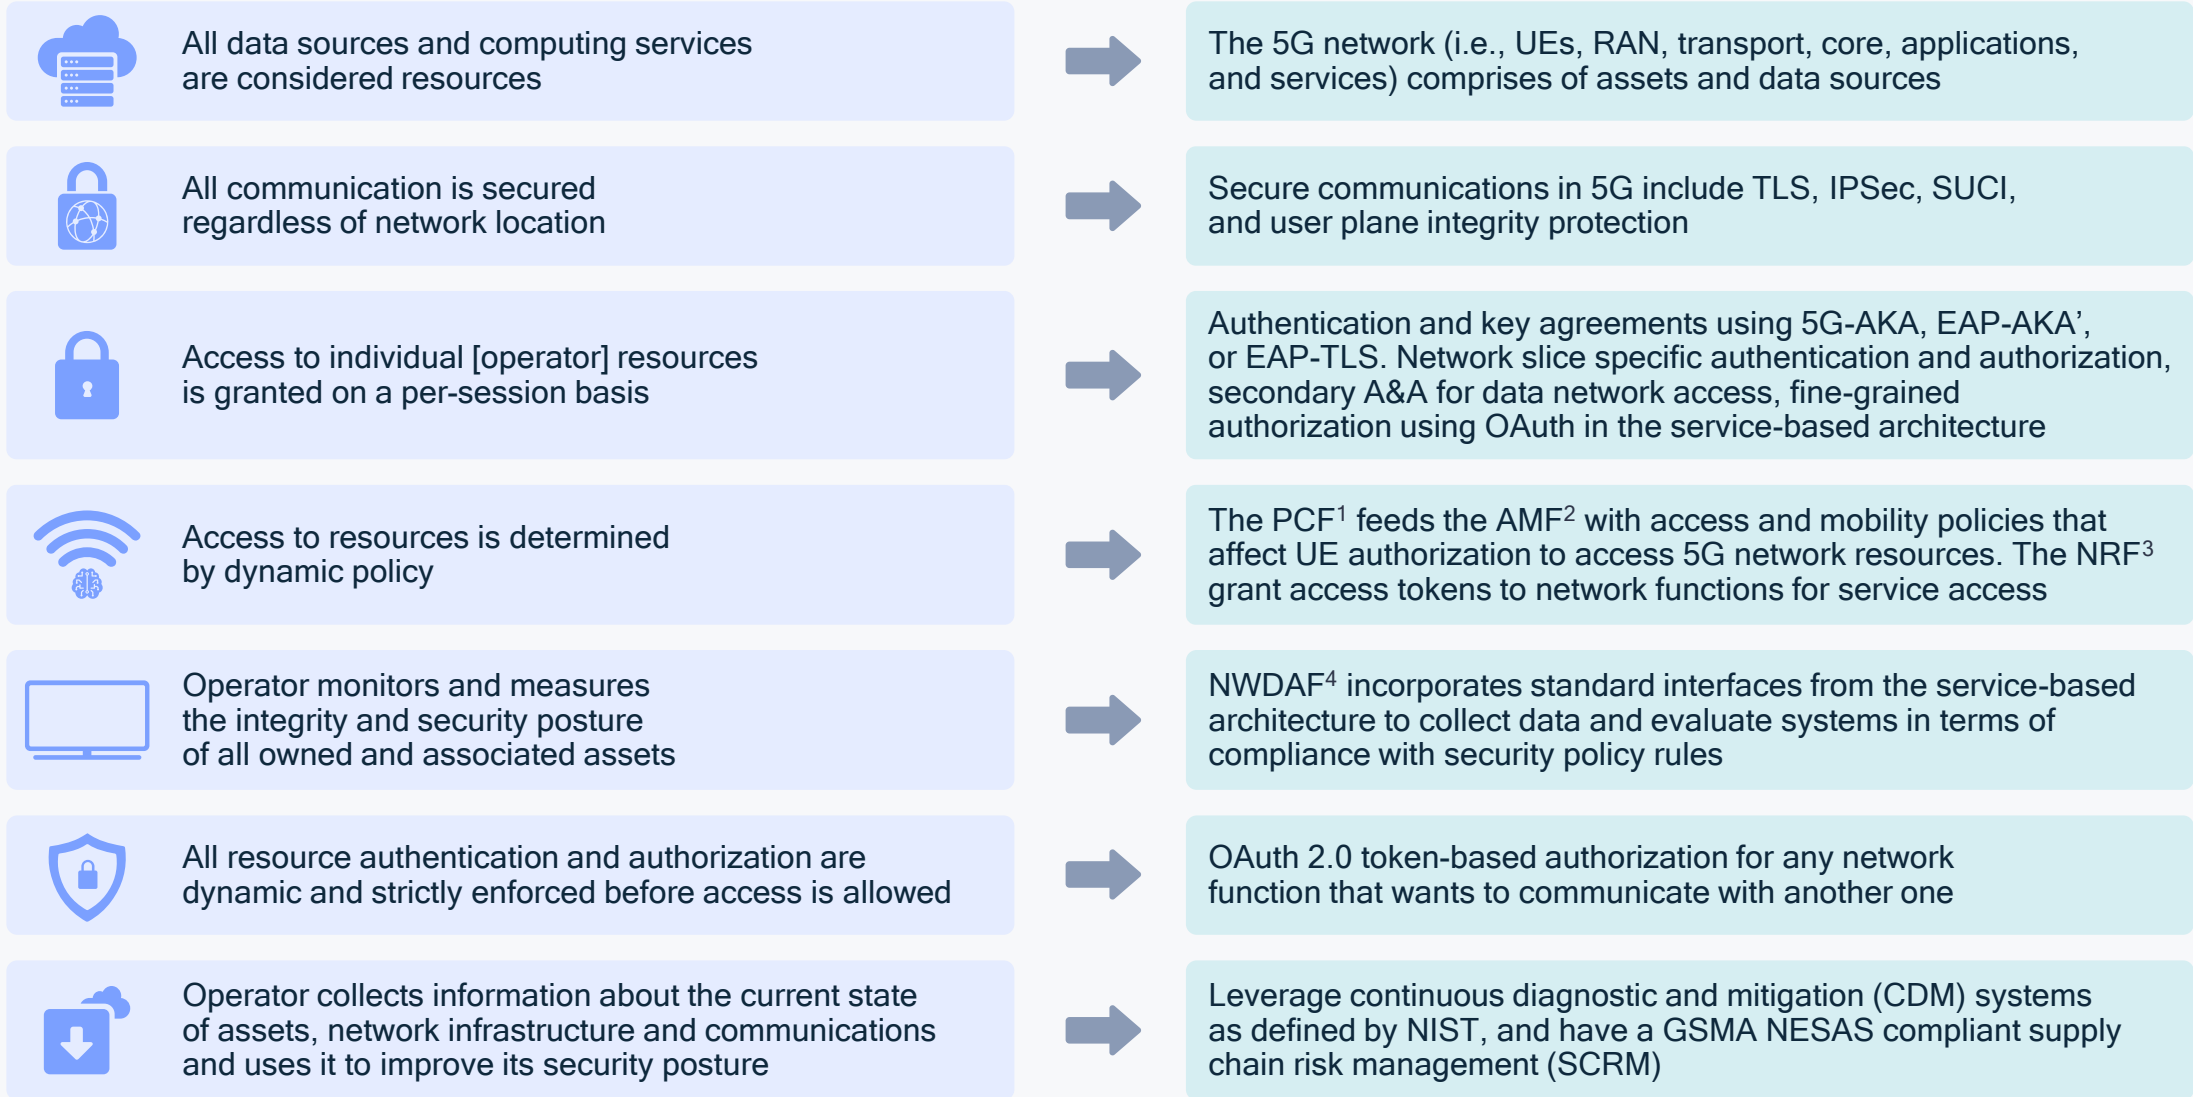 All data sources and computing services
are considered resources
The 5G network (i.e., UEs, RAN, transport, core, applications,
and services) comprises of assets and data sources
All communication is secured
regardless of network location
Secure communications in 5G include TLS, IPSec, SUCI,
and user plane integrity protection
Access to individual [operator] resources
is granted on a per-session basis
Authentication and key agreements using 5G-AKA, EAP-AKA’,
or EAP-TLS. Network slice specific authentication and authorization,
secondary A&A for data network access, fine-grained
authorization using OAuth in the service-based architecture
Access to resources is determined
by dynamic policy
The PCF¹ feeds the AMF² with access and mobility policies that
affect UE authorization to access 5G network resources. The NRF³
grant access tokens to network functions for service access
Operator monitors and measures
the integrity and security posture
of all owned and associated assets
NWDAF⁴ incorporates standard interfaces from the service-based
architecture to collect data and evaluate systems in terms of
compliance with security policy rules
All resource authentication and authorization are
dynamic and strictly enforced before access is allowed
OAuth 2.0 token-based authorization for any network
function that wants to communicate with another one
Operator collects information about the current state
of assets, network infrastructure and communications
and uses it to improve its security posture
Leverage continuous diagnostic and mitigation (CDM) systems
as defined by NIST, and have a GSMA NESAS compliant supply
chain risk management (SCRM)